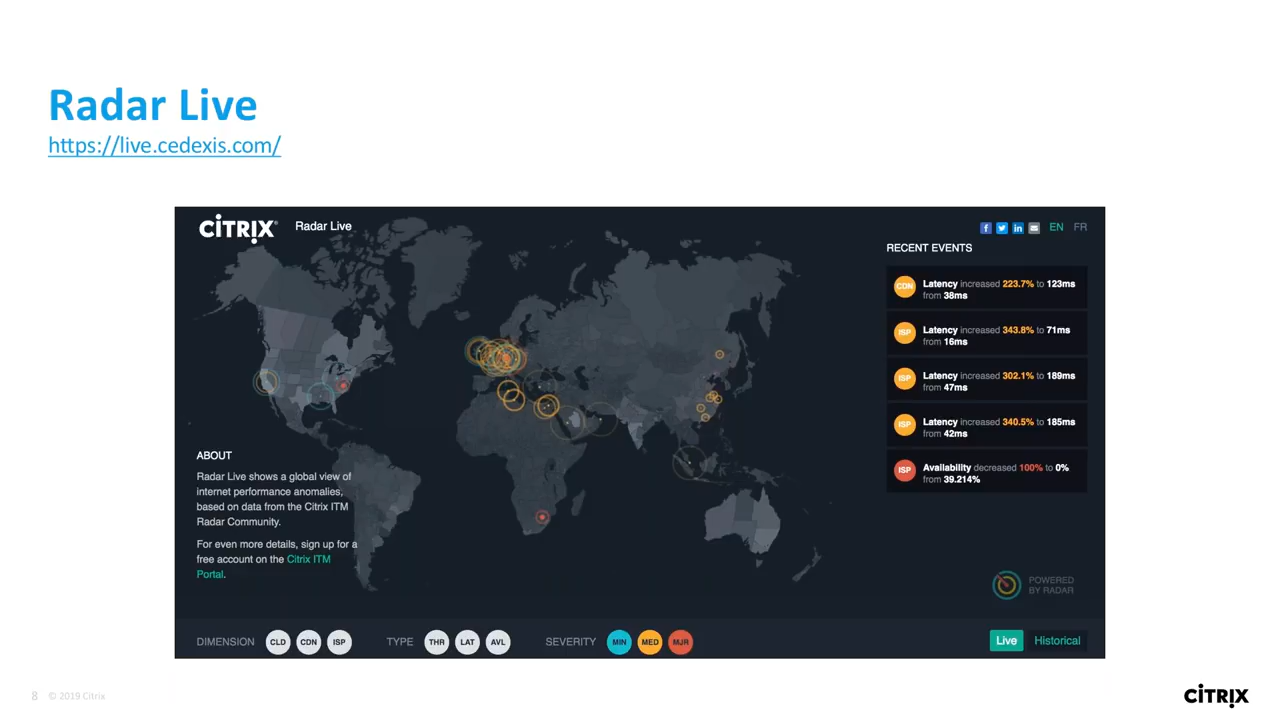 Radar Live
https://live.cedexis.com/
CİTRIX® Radar Live
EN FR
RECENT EVENTS
CDN Latency increased 223.7% to 123ms
from 38ms
ISP Latency increased 343.8% to 71ms
from 16ms
ISP Latency increased 302.1% to 189ms
from 47ms
ISP Latency increased 340.5% to 185ms
from 42ms
ISP Availability decreased 100% to 0%
from 39.214%
ABOUT
Radar Live shows a global view of
internet performance anomalies,
based on data from the Citrix ITM
Radar Community.
For even more details, sign up for a
free account on the Citrix ITM
Portal.
POWERED
BY RADAR
DIMENSION CLD CDN ISP TYPE THR LAT AVL SEVERITY MIN MED MJR Live Historical
8 © 2019 Citrix
CİTRIX